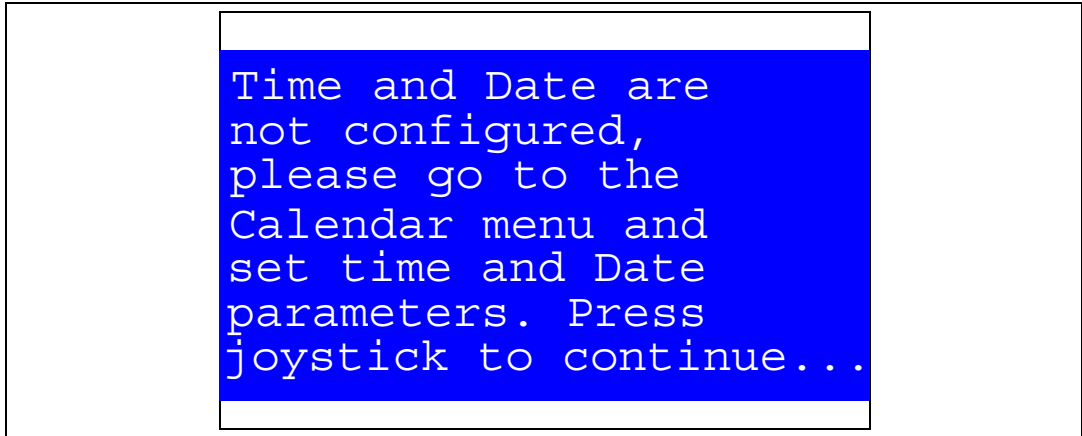 Time and Date are
not configured,
please go to the
Calendar menu and
set time and Date
parameters. Press
joystick to continue...